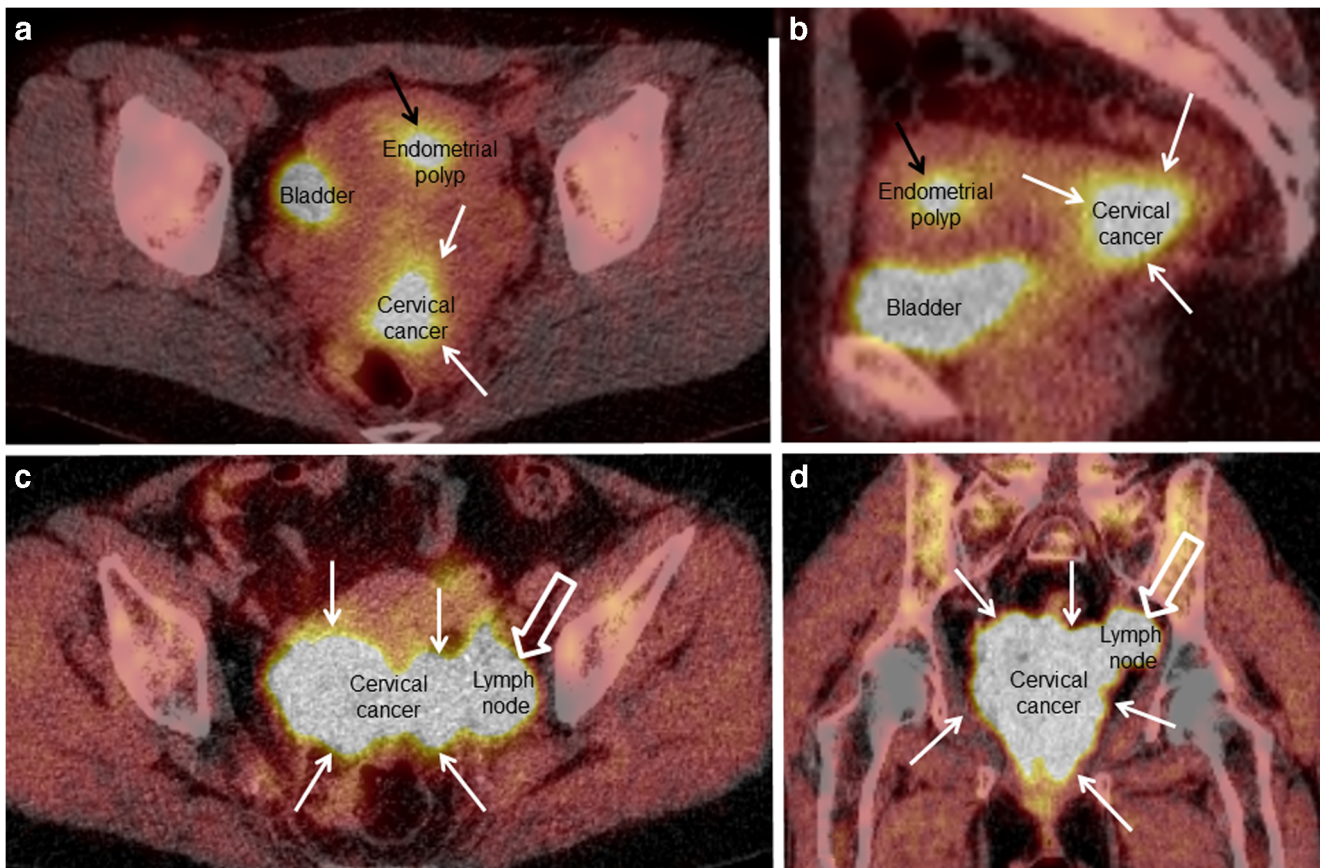 a
Endometrial
polyp
Bladder
Cervical
cancer
b
Endometrial
polyp
Cervical
cancer
Bladder
c
Cervical
cancer
Lymph
node
d
Lymph
node
Cervical
cancer